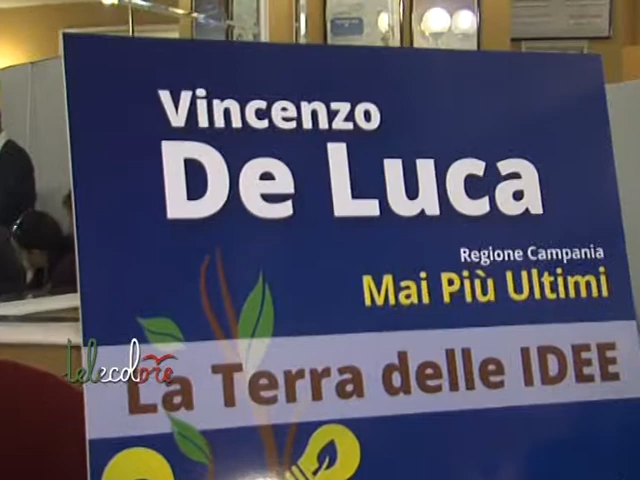 Vincenzo
De Luca
Regione Campania
Mai Più Ultimi
telecolore
La Terra delle IDEE